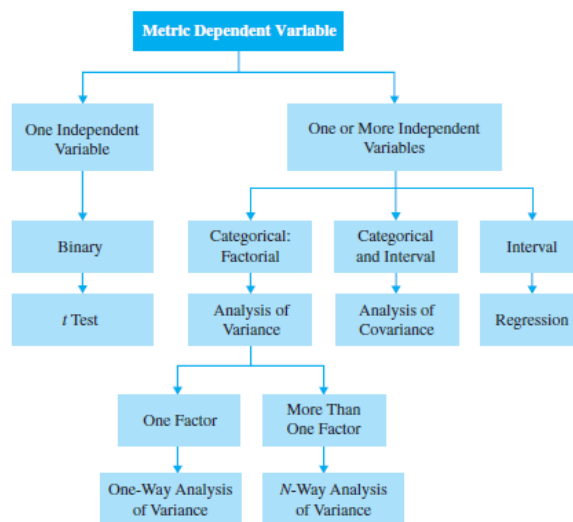 Metric Dependent Variable
One Independent
Variable
One or More Independent
Variables
Binary
Categorical:
Factorial
Categorical
and Interval
Interval
t Test
Analysis of
Variance
Analysis of
Covariance
Regression
One Factor
More Than
One Factor
One-Way Analysis
of Variance
N-Way Analysis
of Variance